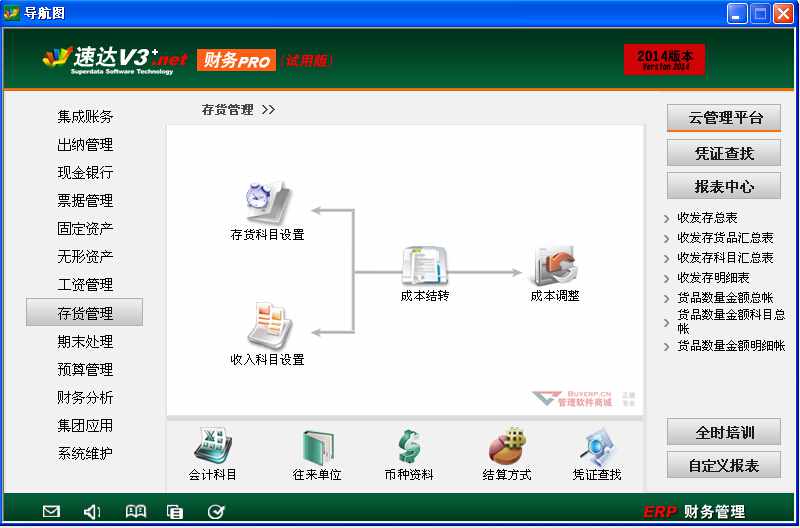 导航图
速达V3+.net 财务PRO (试用版)
Superdata Software Technology
2014版本
Version 2014
集成账务
出纳管理
现金银行
票据管理
固定资产
无形资产
工资管理
存货管理
期末处理
预算管理
财务分析
集团应用
系统维护
存货管理 >>
存货科目设置
成本结转
成本调整
收入科目设置
BUYERP.CN
管理软件商城
正版
专业
会计科目
往来单位
币种资料
结算方式
凭证查找
云管理平台
凭证查找
报表中心
收发存总表
收发存货品汇总表
收发存科目汇总表
收发存明细表
货品数量金额总帐
货品数量金额科目总
帐
货品数量金额明细帐
全时培训
自定义报表
ERP 财务管理